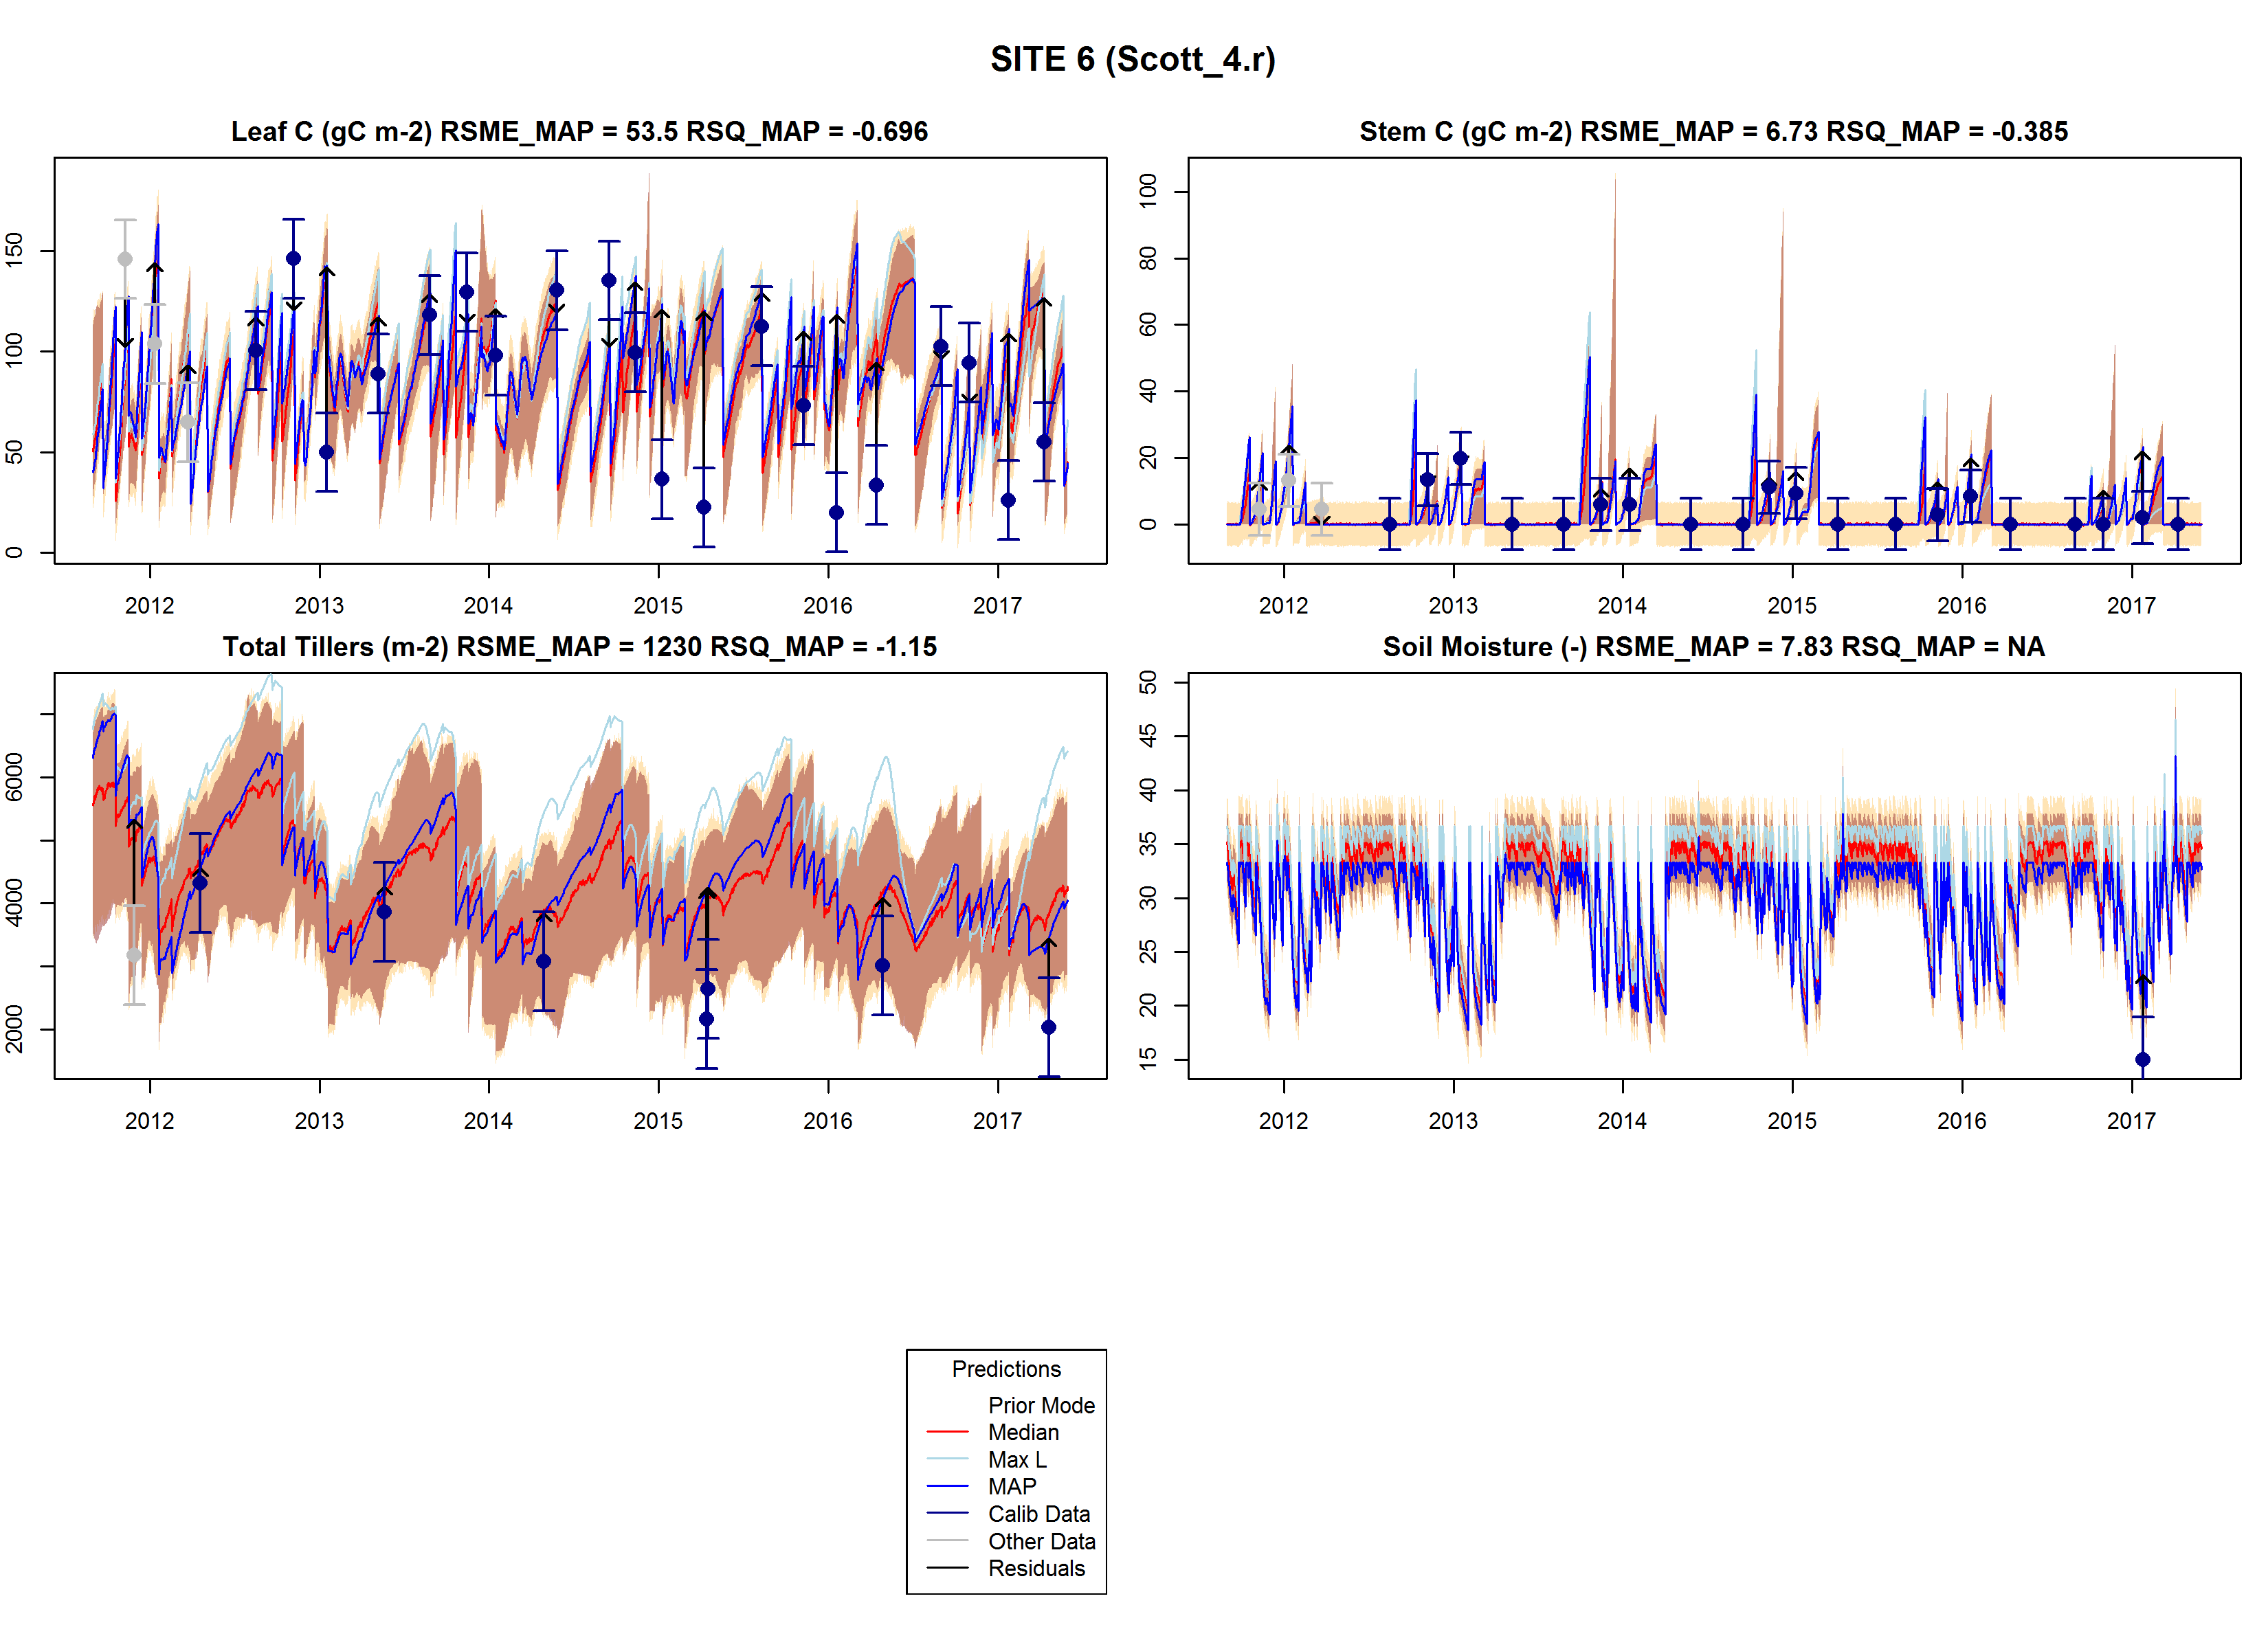 SITE 6 (Scott_4.r)
Leaf C (gC m-2) RSME_MAP = 53.5 RSQ_MAP = -0.696
0
50
100
150
2012 2013 2014 2015 2016 2017
Stem C (gC m-2) RSME_MAP = 6.73 RSQ_MAP = -0.385
0
20
40
60
80
100
2012 2013 2014 2015 2016 2017
Total Tillers (m-2) RSME_MAP = 1230 RSQ_MAP = -1.15
2000
4000
6000
2012 2013 2014 2015 2016 2017
Soil Moisture (-) RSME_MAP = 7.83 RSQ_MAP = NA
15
20
25
30
35
40
45
50
2012 2013 2014 2015 2016 2017
Predictions
Prior Mode
Median
Max L
MAP
Calib Data
Other Data
Residuals